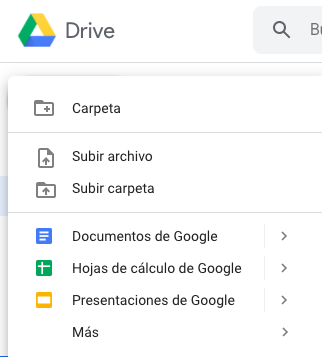 Drive
Carpeta
Subir archivo
Subir carpeta
Documentos de Google
Hojas de cálculo de Google
Presentaciones de Google
Más